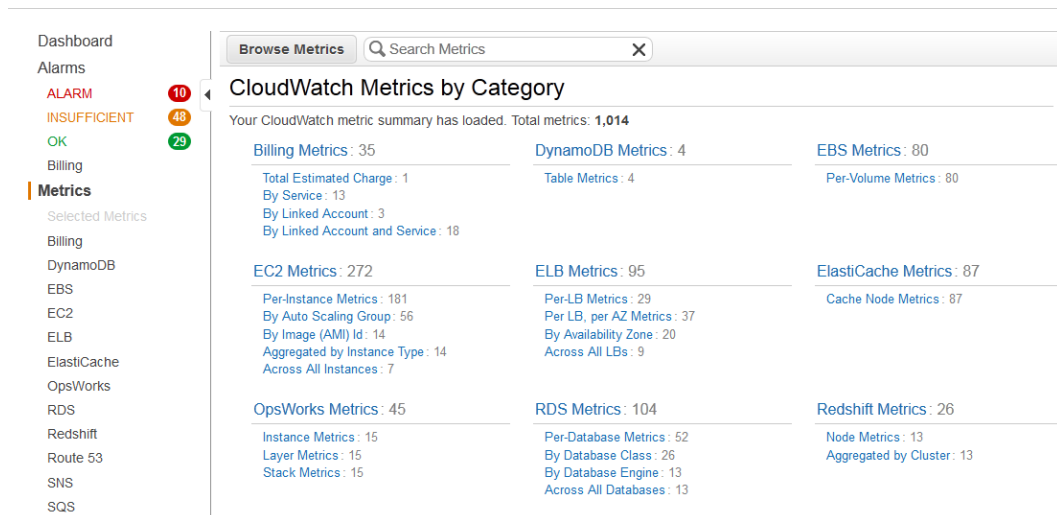 Dashboard
Alarms
ALARM 10
INSUFFICIENT 48
OK 29
Billing
Metrics
Selected Metrics
Billing
DynamoDB
EBS
EC2
ELB
ElastiCache
OpsWorks
RDS
Redshift
Route 53
SNS
SQS
Browse Metrics Search Metrics
CloudWatch Metrics by Category
Your CloudWatch metric summary has loaded. Total metrics: 1,014
Billing Metrics: 35
Total Estimated Charge: 1
By Service: 13
By Linked Account: 3
By Linked Account and Service: 18
DynamoDB Metrics: 4
Table Metrics: 4
EBS Metrics: 80
Per-Volume Metrics: 80
EC2 Metrics: 272
Per-Instance Metrics: 181
By Auto Scaling Group: 56
By Image (AMI) Id: 14
Aggregated by Instance Type: 14
Across All Instances: 7
ELB Metrics: 95
Per-LB Metrics: 29
Per LB, per AZ Metrics: 37
By Availability Zone: 20
Across All LBs: 9
ElastiCache Metrics: 87
Cache Node Metrics: 87
OpsWorks Metrics: 45
Instance Metrics: 15
Layer Metrics: 15
Stack Metrics: 15
RDS Metrics: 104
Per-Database Metrics: 52
By Database Class: 26
By Database Engine: 13
Across All Databases: 13
Redshift Metrics: 26
Node Metrics: 13
Aggregated by Cluster: 13